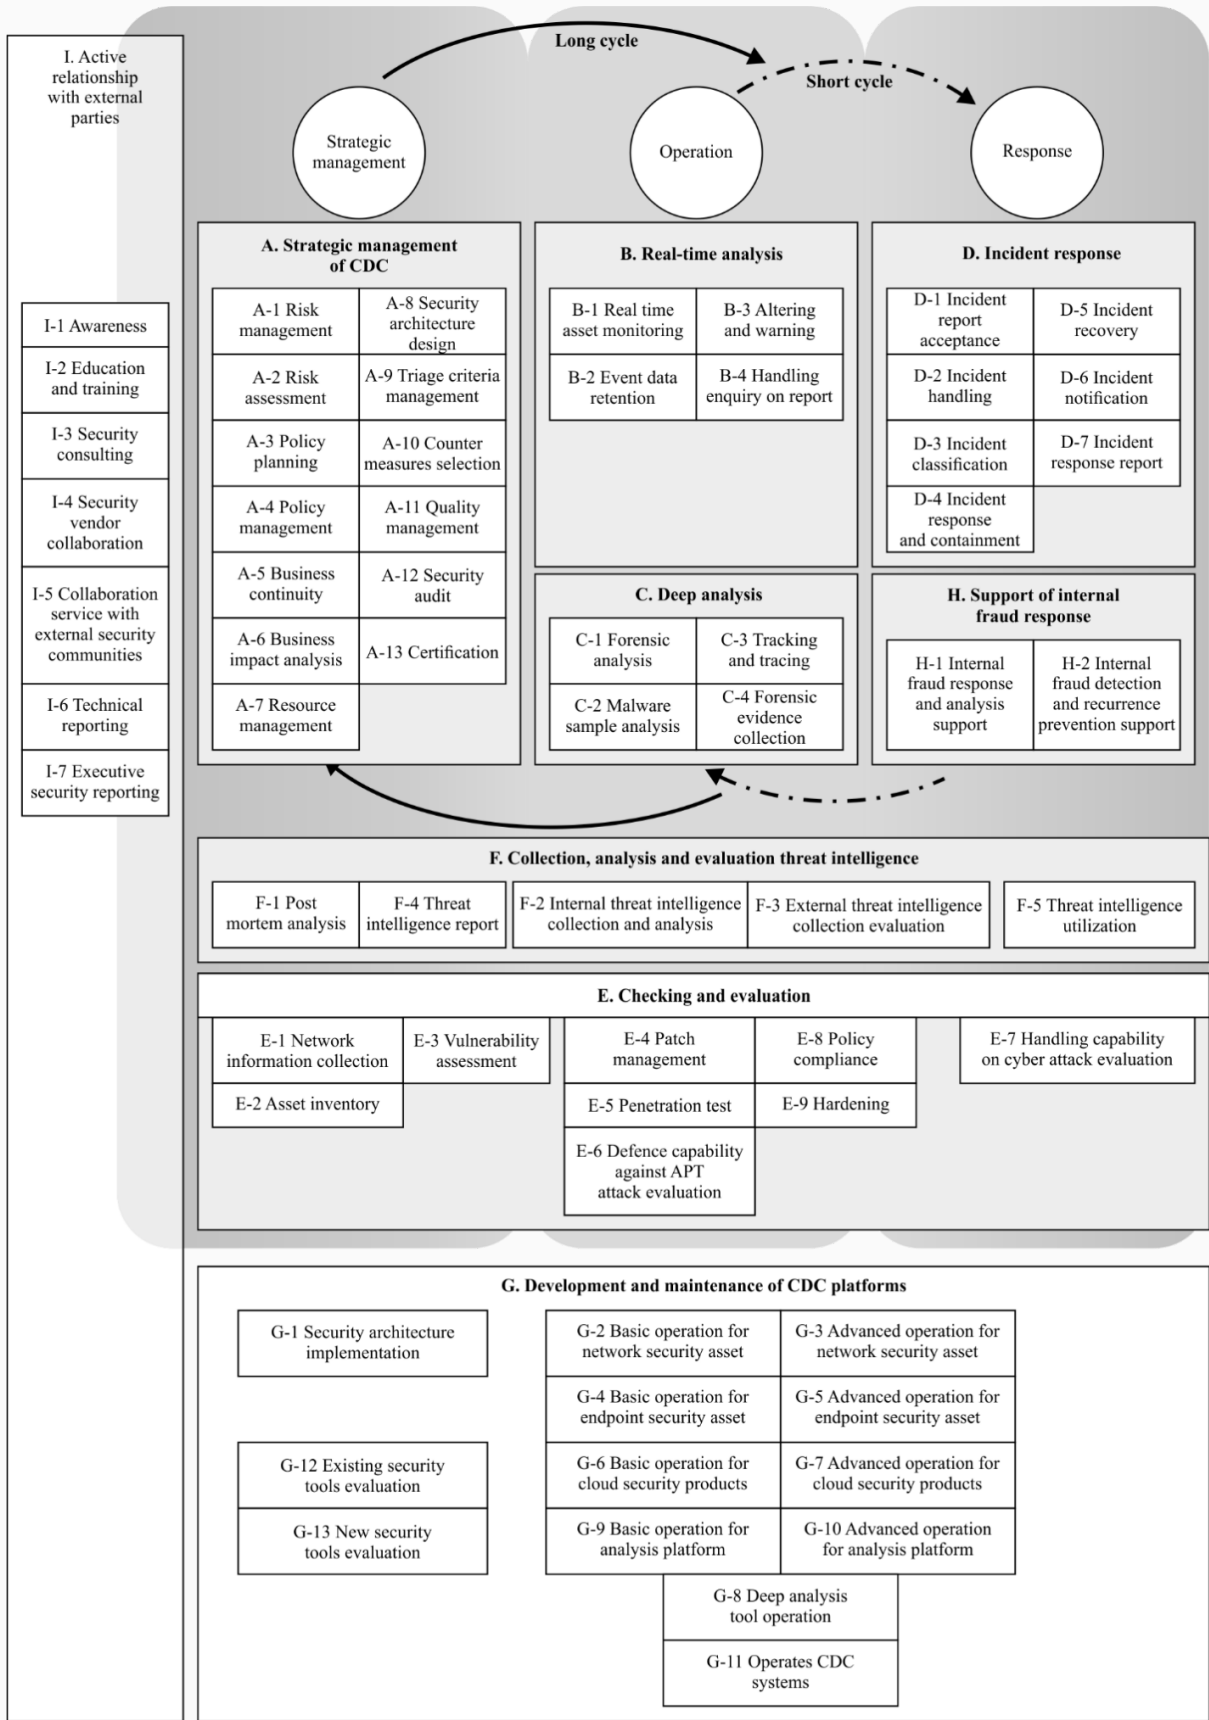 I. Active
relationship
with external
parties
Long cycle
Short cycle
Strategic
management
Operation
Response
I-1 Awareness
I-2 Education
and training
I-3 Security
consulting
I-4 Security
vendor
collaboration
I-5 Collaboration
service with
external security
communities
I-6 Technical
reporting
I-7 Executive
security reporting
A. Strategic management
of CDC
A-1 Risk
management
A-2 Risk
assessment
A-3 Policy
planning
A-4 Policy
management
A-5 Business
continuity
A-6 Business
impact analysis
A-7 Resource
management
A-8 Security
architecture
design
A-9 Triage criteria
management
A-10 Counter
measures selection
A-11 Quality
management
A-12 Security
audit
A-13 Certification
B. Real-time analysis
B-1 Real time
asset monitoring
B-2 Event data
retention
B-3 Altering
and warning
B-4 Handling
enquiry on report
C. Deep analysis
C-1 Forensic
analysis
C-2 Malware
sample analysis
C-3 Tracking
and tracing
C-4 Forensic
evidence
collection
D. Incident response
D-1 Incident
report
acceptance
D-2 Incident
handling
D-3 Incident
classification
D-4 Incident
response
and containment
D-5 Incident
recovery
D-6 Incident
notification
D-7 Incident
response report
H. Support of internal
fraud response
H-1 Internal
fraud response
and analysis
support
H-2 Internal
fraud detection
and recurrence
prevention support
F. Collection, analysis and evaluation threat intelligence
F-1 Post
mortem analysis
F-4 Threat
intelligence report
F-2 Internal threat intelligence
collection and analysis
F-3 External threat intelligence
collection evaluation
F-5 Threat intelligence
utilization
E. Checking and evaluation
E-1 Network
information collection
E-2 Asset inventory
E-3 Vulnerability
assessment
E-4 Patch
management
E-5 Penetration test
E-6 Defence capability
against APT
attack evaluation
E-8 Policy
compliance
E-9 Hardening
E-7 Handling capability
on cyber attack evaluation
G. Development and maintenance of CDC platforms
G-1 Security architecture
implementation
G-12 Existing security
tools evaluation
G-13 New security
tools evaluation
G-2 Basic operation for
network security asset
G-3 Advanced operation for
network security asset
G-4 Basic operation for
endpoint security asset
G-5 Advanced operation for
endpoint security asset
G-6 Basic operation for
cloud security products
G-7 Advanced operation for
cloud security products
G-9 Basic operation for
analysis platform
G-10 Advanced operation
for analysis platform
G-8 Deep analysis
tool operation
G-11 Operates CDC
systems